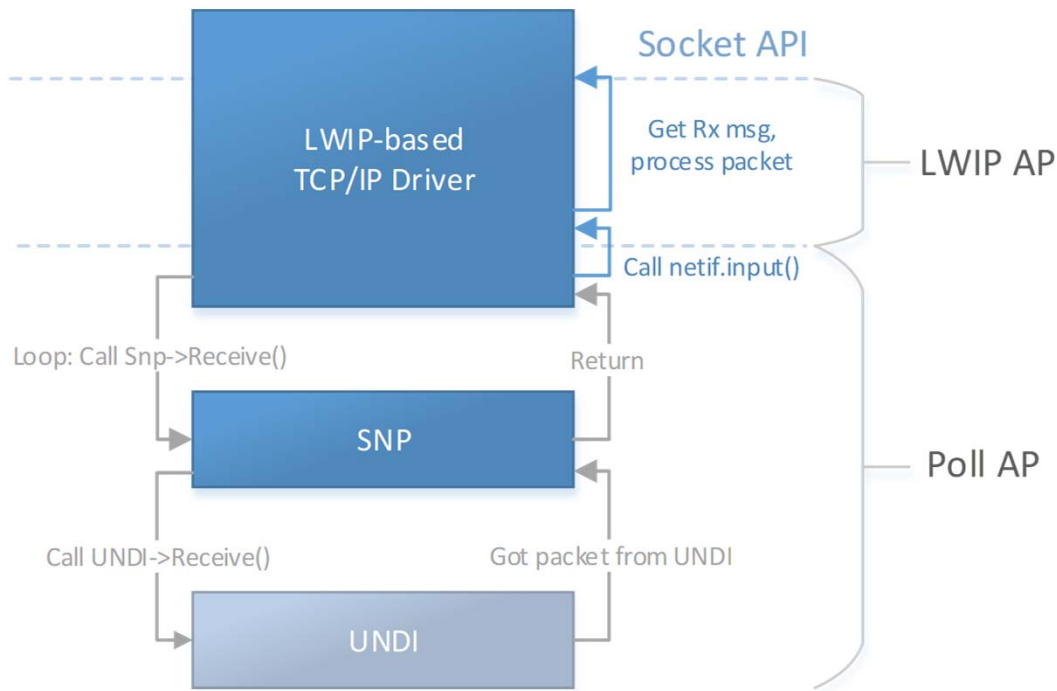 Socket API
LWIP-based
TCP/IP Driver
Get Rx msg,
process packet
LWIP AP
Call netif.input()
Loop: Call Snp->Receive()
Return
SNP
Poll AP
Call UNDI->Receive()
Got packet from UNDI
UNDI